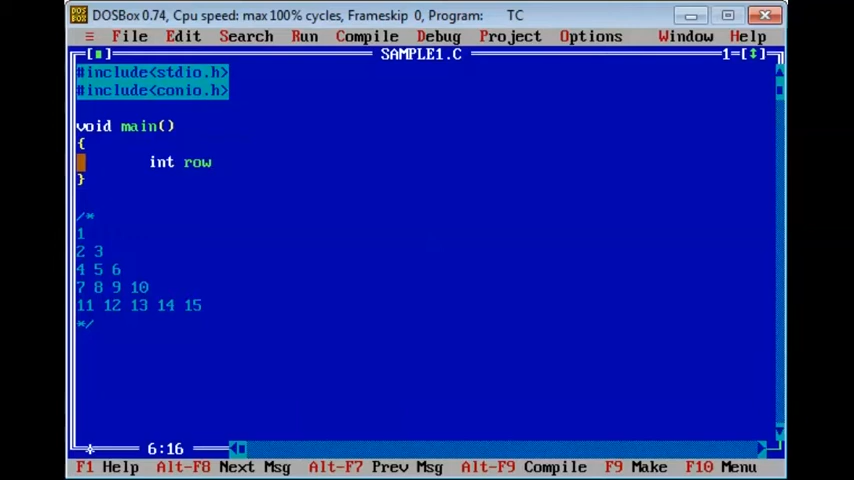 DOSBox 0.74, Cpu speed: max 100% cycles, Frameskip 0, Program: TC
≡ File Edit Search Run Compile Debug Project Options Window Help
[■] SAMPLE1.C 1=[↕]
#include<stdio.h>
#include<conio.h>
void main()
{
int row
}
/*
1
2 3
4 5 6
7 8 9 10
11 12 13 14 15
*/
6:16
F1 Help Alt-F8 Next Msg Alt-F7 Prev Msg Alt-F9 Compile F9 Make F10 Menu